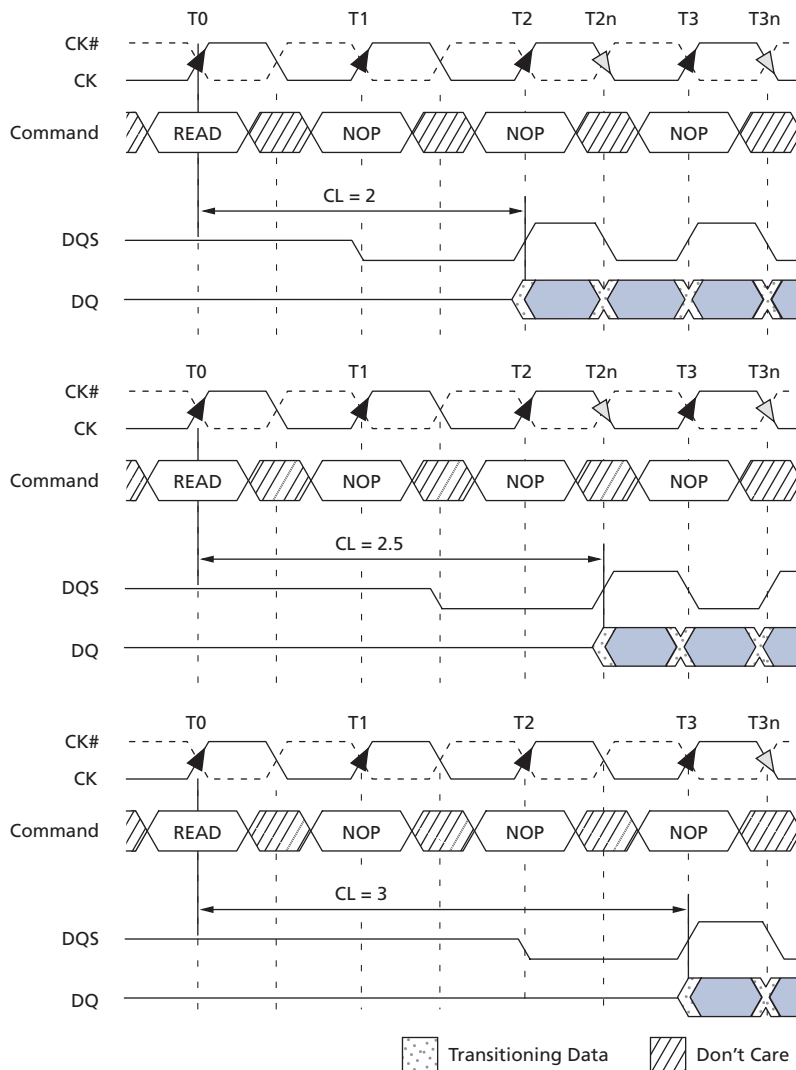 T0 T1 T2 T2n T3 T3n
CK#
CK
Command READ NOP NOP NOP
CL = 2
DQS
DQ
T0 T1 T2 T2n T3 T3n
CK#
CK
Command READ NOP NOP NOP
CL = 2.5
DQS
DQ
T0 T1 T2 T3 T3n
CK#
CK
Command READ NOP NOP NOP
CL = 3
DQS
DQ
Transitioning Data Don't Care